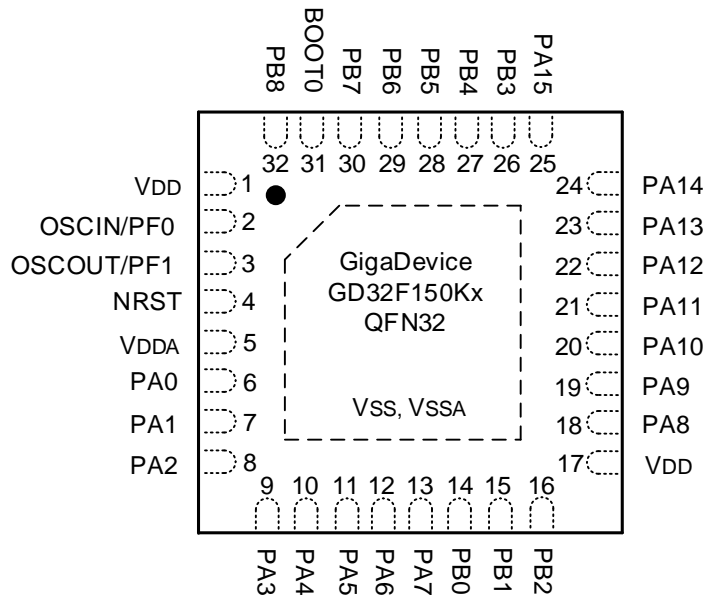 PB8
BOOT0
PB7
PB6
PB5
PB4
PB3
PA15
32
31
30
29
28
27
26
25
VDD
1
OSCIN/PF0
2
OSCOUT/PF1
3
NRST
4
VDDA
5
PA0
6
PA1
7
PA2
8
GigaDevice
GD32F150Kx
QFN32
VSS, VSSA
24
PA14
23
PA13
22
PA12
21
PA11
20
PA10
19
PA9
18
PA8
17
VDD
9
10
11
12
13
14
15
16
PA3
PA4
PA5
PA6
PA7
PB0
PB1
PB2